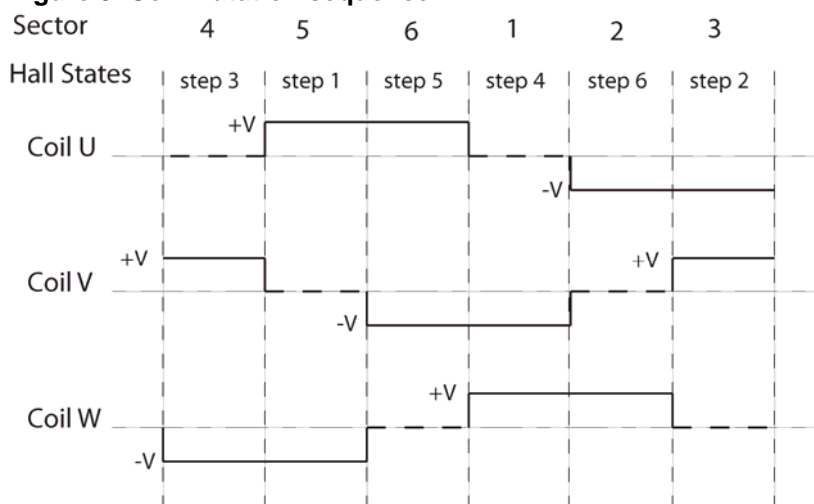 Sector 4 5 6 1 2 3
Hall States step 3 step 1 step 5 step 4 step 6 step 2
+V
Coil U
-V
+V +V
Coil V
-V
+V
Coil W
-V